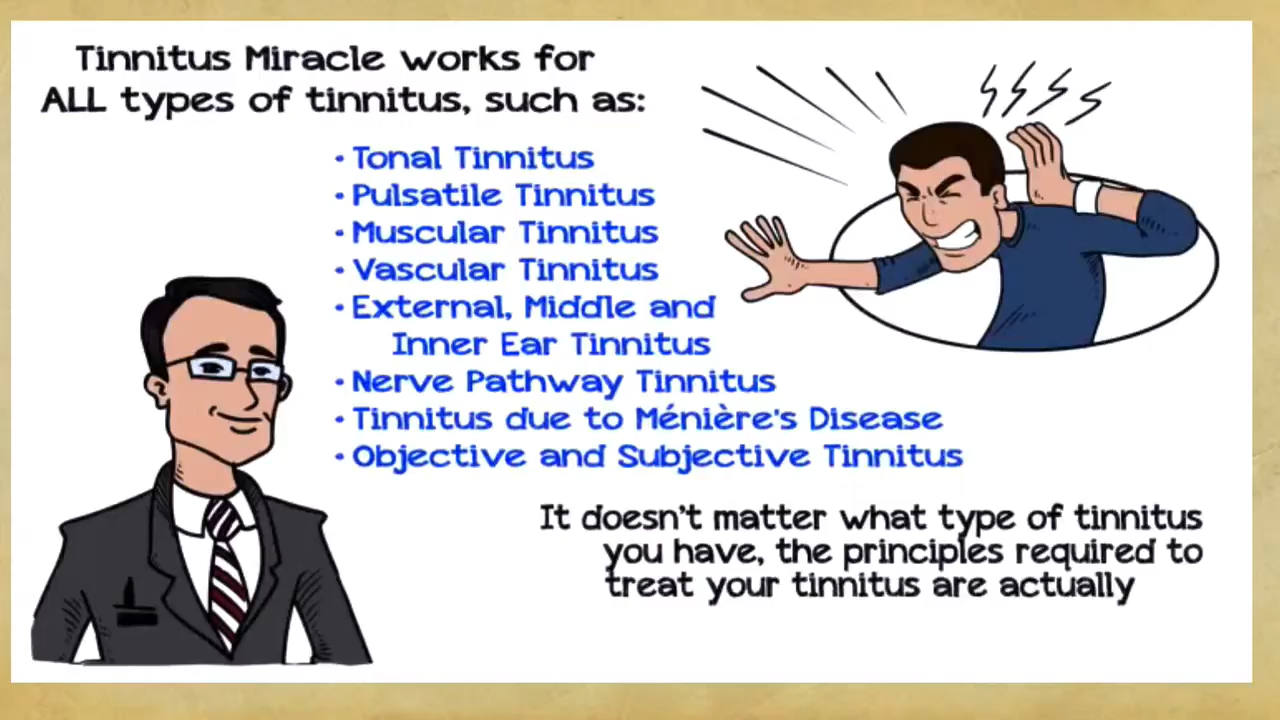 Tinnitus Miracle works for
ALL types of tinnitus, such as:
• Tonal Tinnitus
• Pulsatile Tinnitus
• Muscular Tinnitus
• Vascular Tinnitus
• External, Middle and
Inner Ear Tinnitus
• Nerve Pathway Tinnitus
• Tinnitus due to Ménière's Disease
• Objective and Subjective Tinnitus
It doesn't matter what type of tinnitus
you have, the principles required to
treat your tinnitus are actually